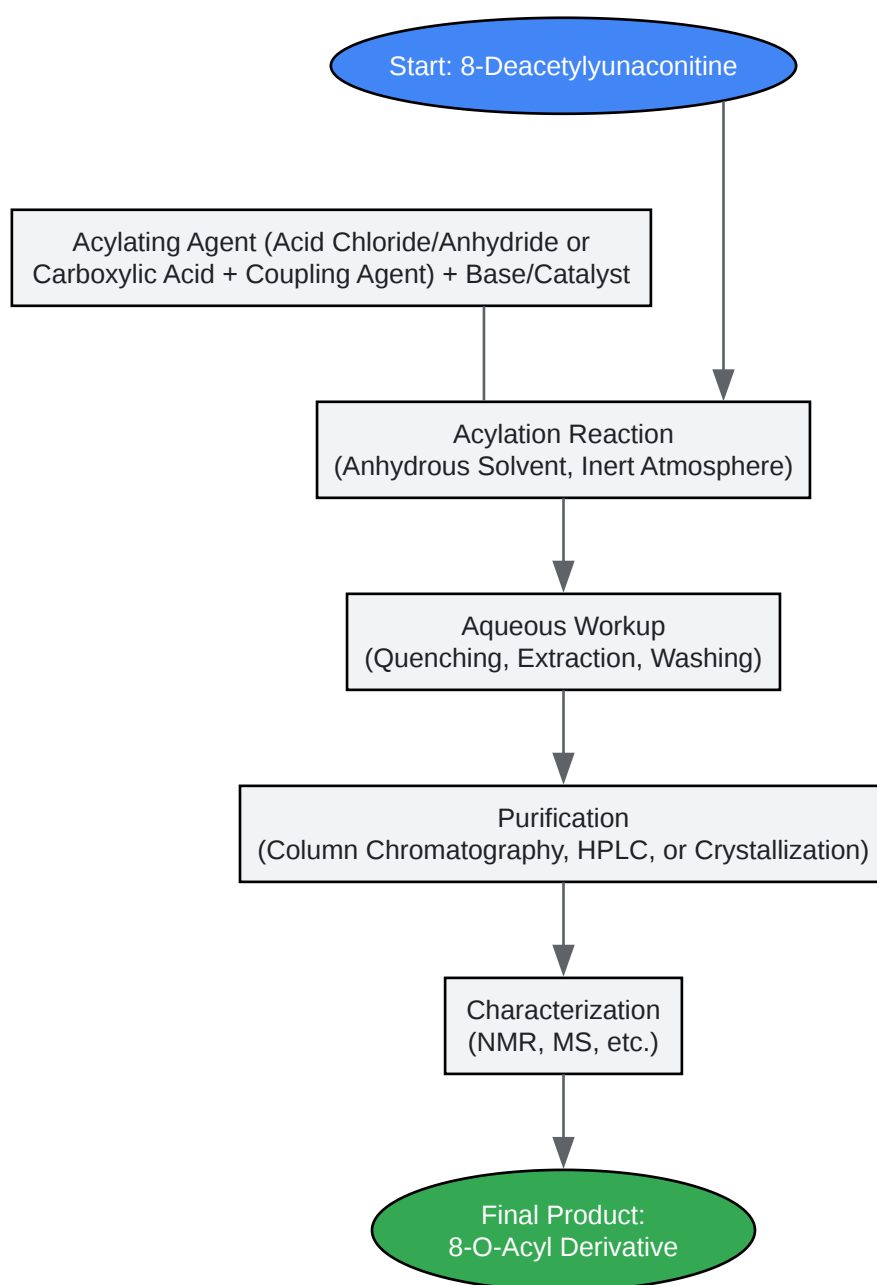 Start: 8-Deacetylyunaconitine
Acylating Agent (Acid Chloride/Anhydride or
Carboxylic Acid + Coupling Agent) + Base/Catalyst
Acylation Reaction
(Anhydrous Solvent, Inert Atmosphere)
Aqueous Workup
(Quenching, Extraction, Washing)
Purification
(Column Chromatography, HPLC, or Crystallization)
Characterization
(NMR, MS, etc.)
Final Product:
8-O-Acyl Derivative